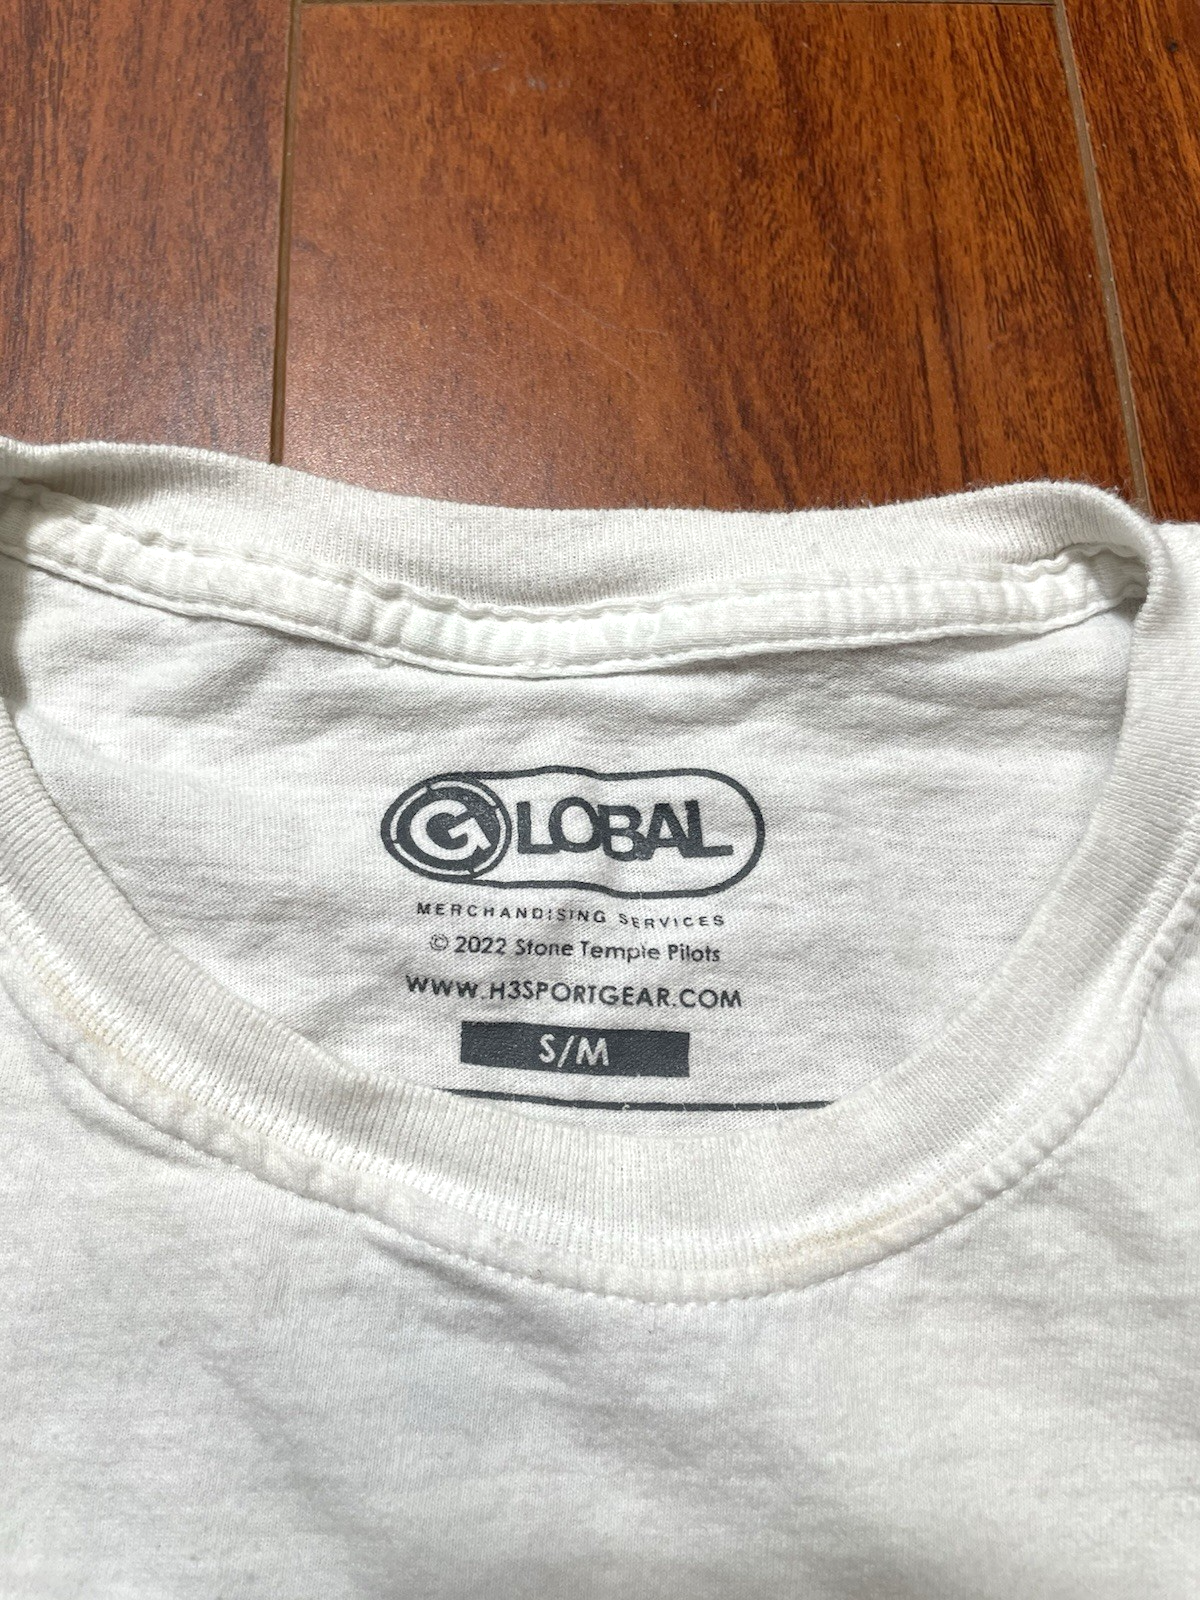 GLOBAL
MERCHANDISING SERVICES
© 2022 Stone Temple Pilots
WWW.H3SPORTGEAR.COM
S/M